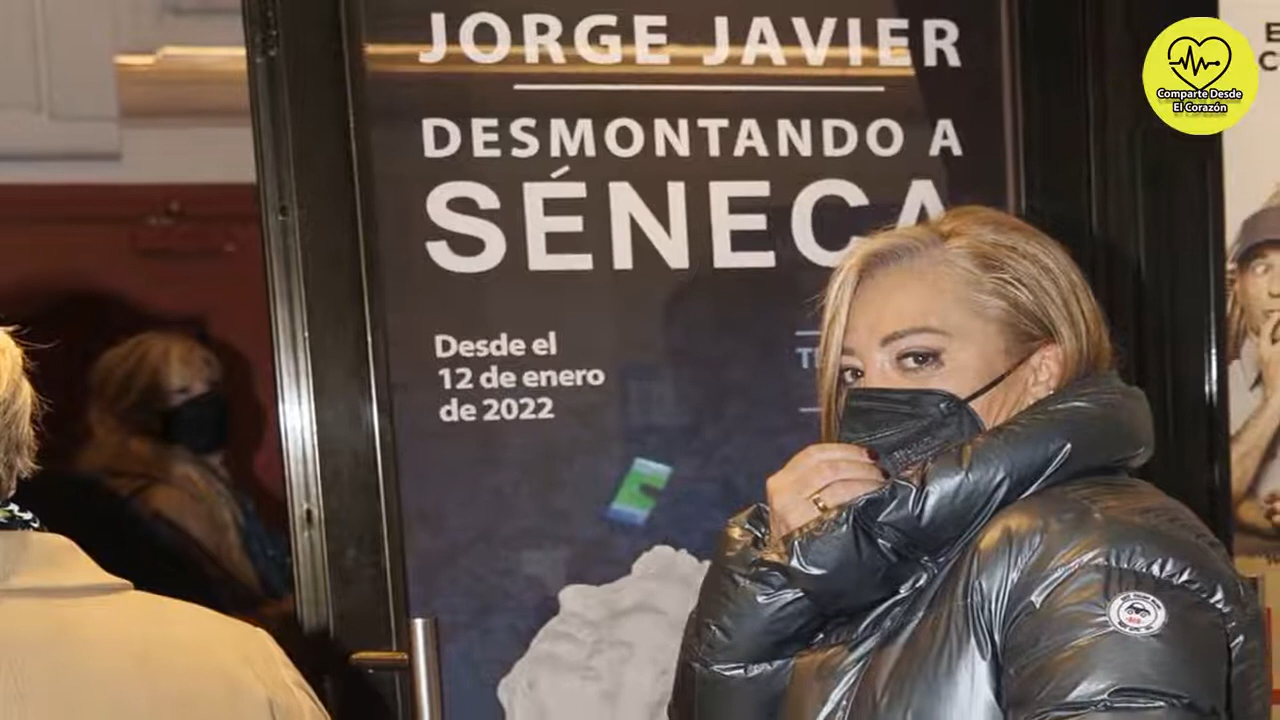 JORGE JAVIER
DESMONTANDO A
SÉNECA
Desde el
12 de enero
de 2022
Comparte Desde
El Corazón